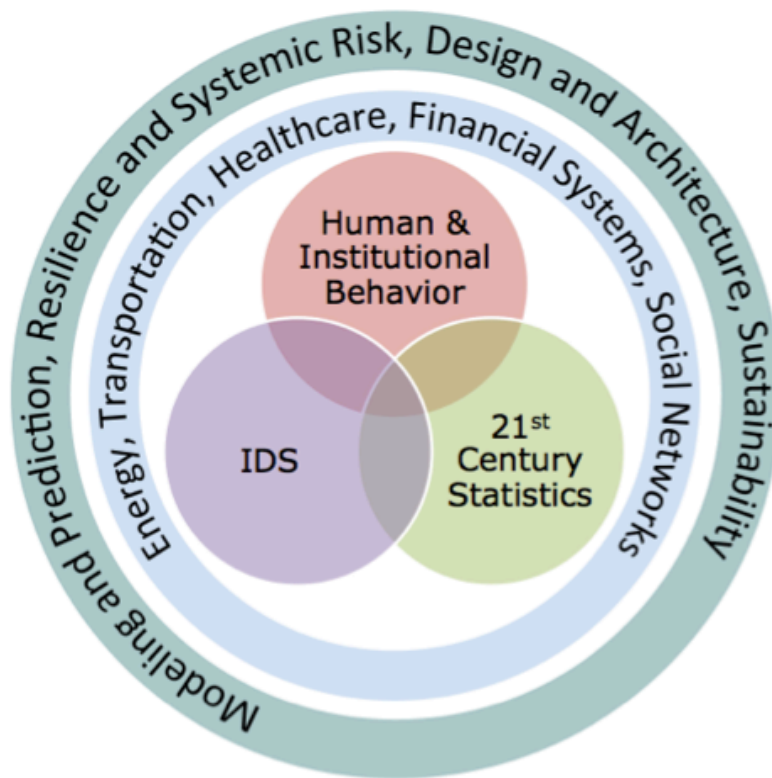 Modeling and Prediction, Resilience and Systemic Risk, Design and Architecture, Sustainability
Energy, Transportation, Healthcare, Financial Systems, Social Networks
Human &
Institutional
Behavior
IDS
21st
Century
Statistics